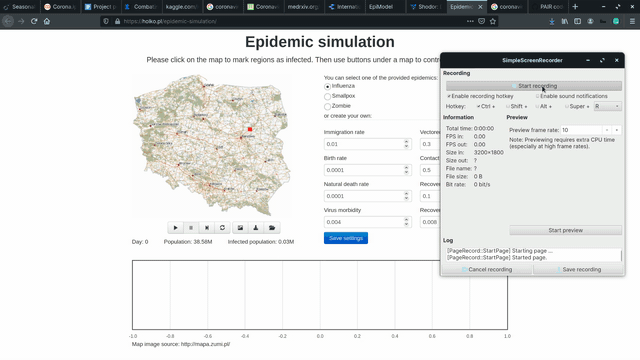 Seasona
Corona
Project
Combat
kaggle.com
coronavi
Corona
medrxiv.org
Internati
EpiModel
Shodor:
Epidemic
coronavi
PAIR.com
https://hoiko.pl/epidemic-simulation/
Epidemic simulation
Please click on the map to mark regions as infected. Then use buttons under a map to contr
You can select one of the provided epidemics:
Influenza
Smallpox
Zombie
or create your own:
Immigration rate
Vectored
0.01
0.3
Birth rate
Contact
0.0001
0.5
Natural death rate
Recover
0.0001
0.1
Virus morbidity
Recover
0.004
0.008
Save settings
Day: 0 Population: 38.58M Infected population: 0.03M
-1.0 -0.8 -0.6 -0.4 -0.2 0.0 0.2 0.4 0.6 0.8 1.0
Map image source: http://mapa.zumi.pl/
SimpleScreenRecorder
Recording
Start recording
Enable recording hotkey
Enable sound notifications
Hotkey: Ctrl + Shift + Alt + Super + R
Information
Preview
Total time: 0:00:00
FPS in: 0.00
FPS out: 0.00
Size in: 3200×1800
Size out: ?
File name: ?
File size: 0 B
Bit rate: 0 bit/s
Preview frame rate: 10
Note: Previewing requires extra CPU time
(especially at high frame rates).
Start preview
Log
[PageRecord::StartPage] Starting page ...
[PageRecord::StartPage] Started page.
Cancel recording
Save recording